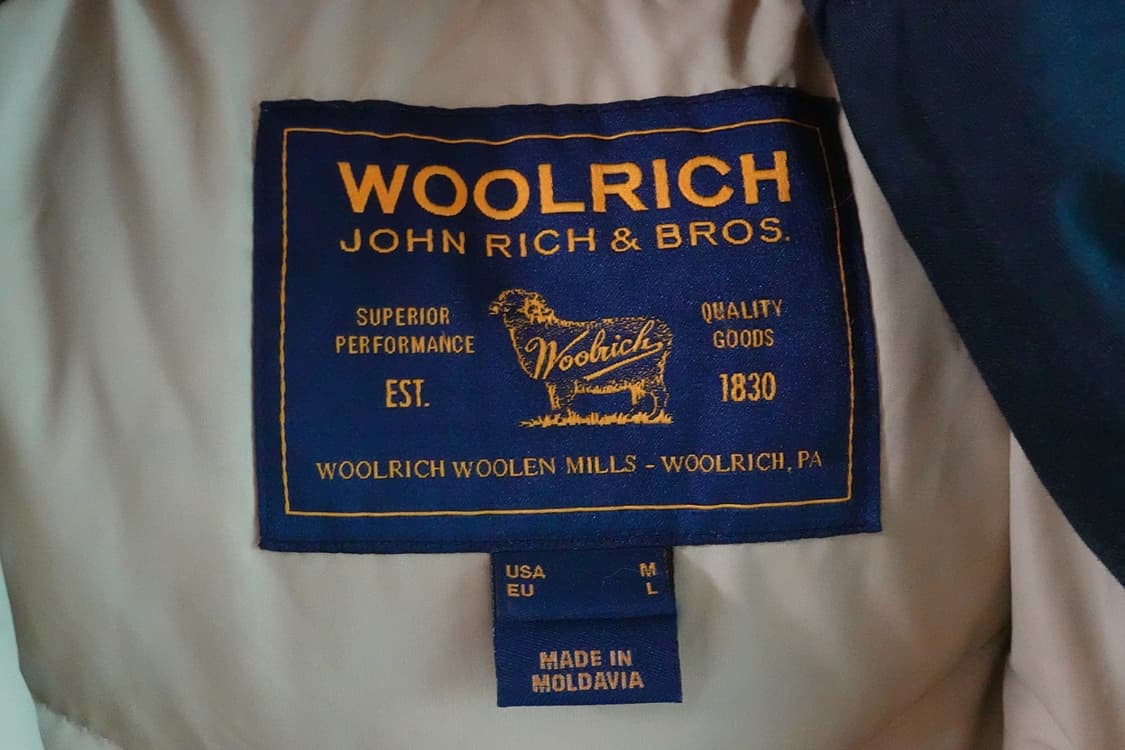 WOOLRICH
JOHN RICH & BROS.
SUPERIOR
PERFORMANCE
EST.
Woolrich
QUALITY
GOODS
1830
WOOLRICH WOOLEN MILLS - WOOLRICH, PA
USA M
EU L
MADE IN
MOLDAVIA